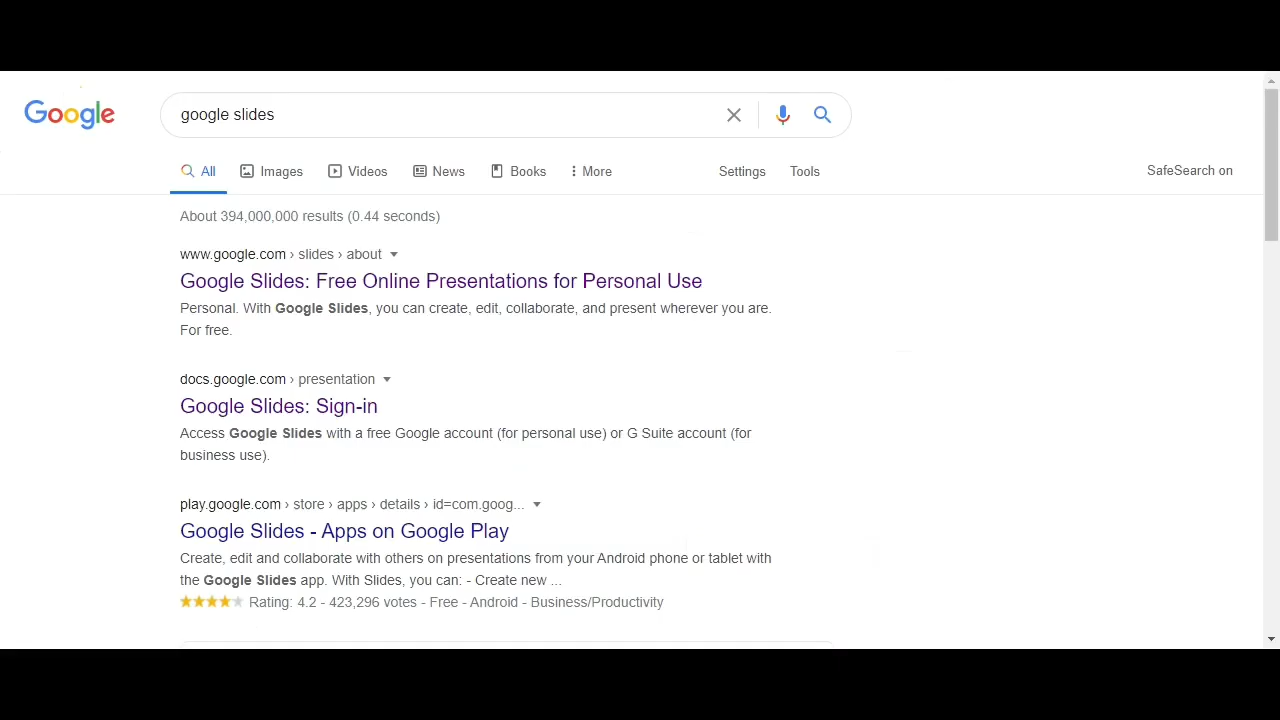 Google
google slides
All Images Videos News Books More Settings Tools SafeSearch on
About 394,000,000 results (0.44 seconds)
www.google.com › slides › about
Google Slides: Free Online Presentations for Personal Use
Personal. With Google Slides, you can create, edit, collaborate, and present wherever you are.
For free.
docs.google.com › presentation
Google Slides: Sign-in
Access Google Slides with a free Google account (for personal use) or G Suite account (for
business use).
play.google.com › store › apps › details › id=com.goog...
Google Slides - Apps on Google Play
Create, edit and collaborate with others on presentations from your Android phone or tablet with
the Google Slides app. With Slides, you can: - Create new ...
Rating: 4.2 - 423,296 votes - Free - Android - Business/Productivity